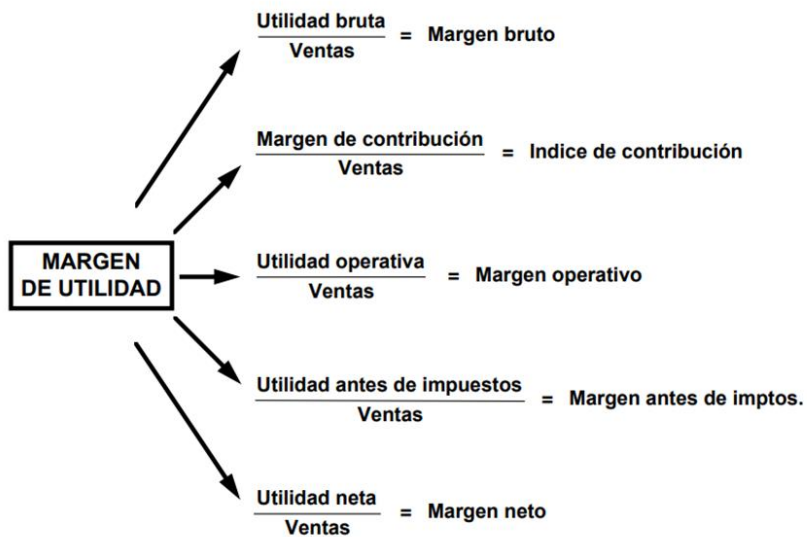 Utilidad bruta
Ventas
= Margen bruto
Margen de contribución
Ventas
= Indice de contribución
MARGEN
DE UTILIDAD
Utilidad operativa
Ventas
= Margen operativo
Utilidad antes de impuestos
Ventas
= Margen antes de imptos.
Utilidad neta
Ventas
= Margen neto